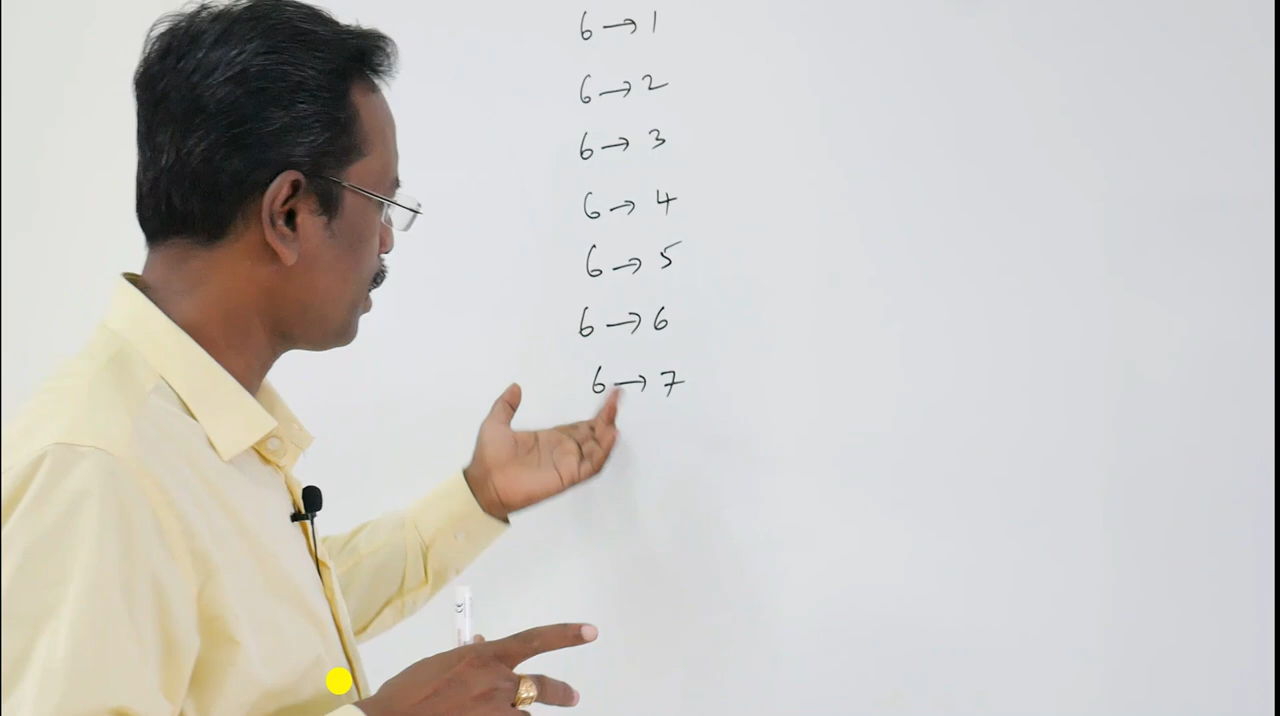 6 → 1
6 → 2
6 → 3
6 → 4
6 → 5
6 → 6
6 → 7